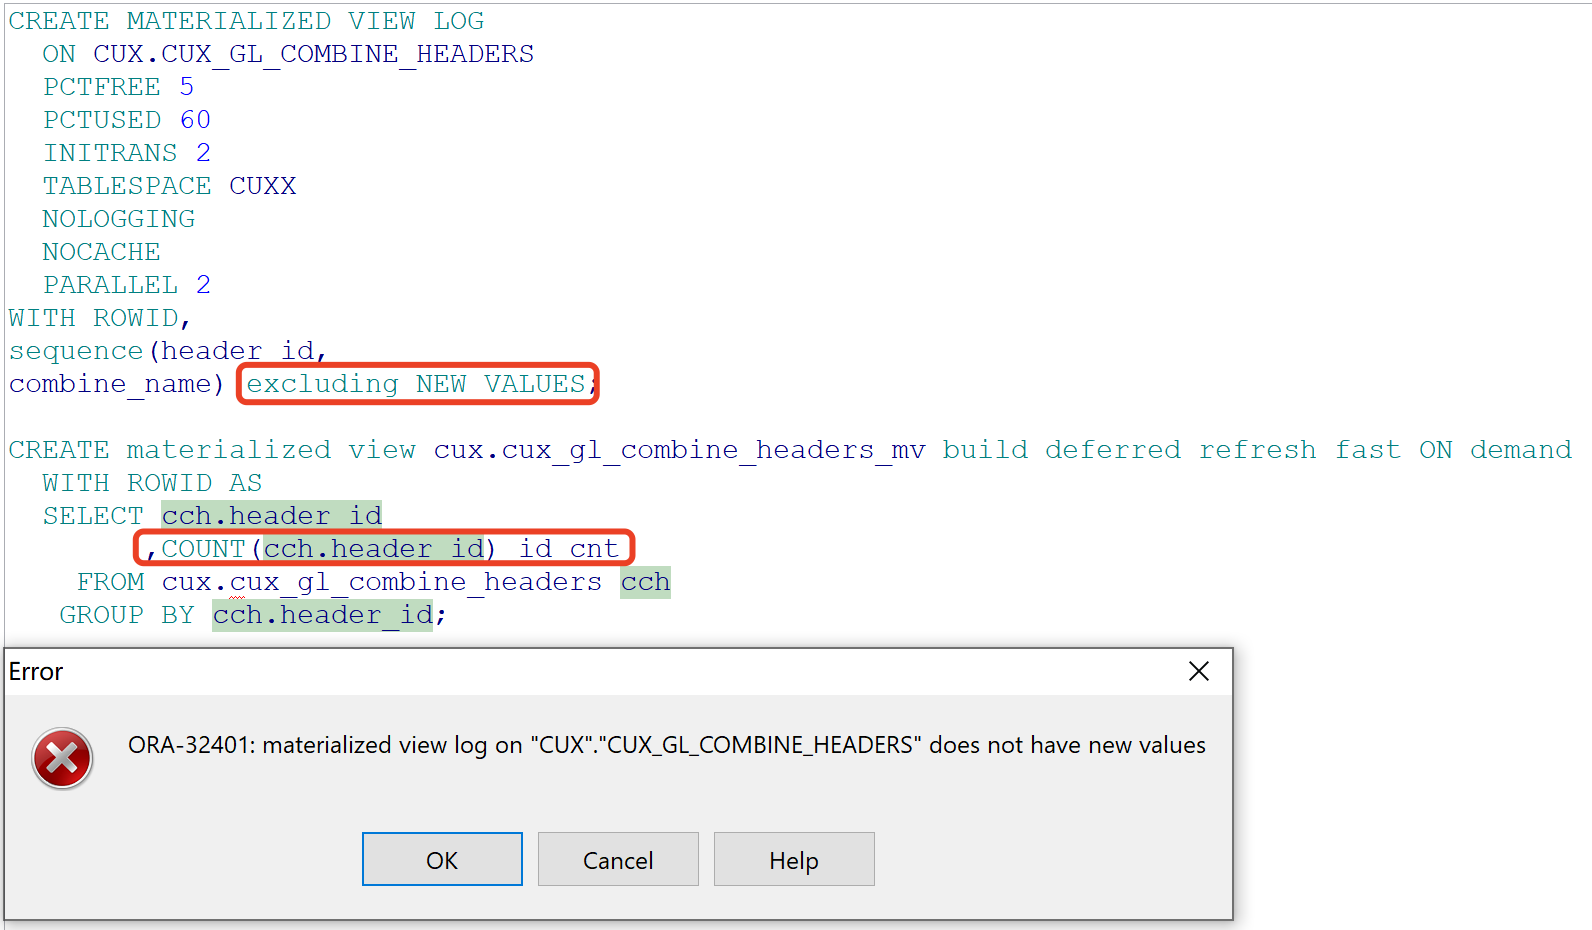 CREATE MATERIALIZED VIEW LOG
ON CUX.CUX_GL_COMBINE_HEADERS
PCTFREE 5
PCTUSED 60
INITRANS 2
TABLESPACE CUXX
NOLOGGING
NOCACHE
PARALLEL 2
WITH ROWID,
sequence(header_id,
combine_name) excluding NEW VALUES;
CREATE materialized view cux.cux_gl_combine_headers_mv build deferred refresh fast ON demand
WITH ROWID AS
SELECT cch.header_id
,COUNT(cch.header_id) id_cnt
FROM cux.cux_gl_combine_headers cch
GROUP BY cch.header_id;
Error
ORA-32401: materialized view log on "CUX"."CUX_GL_COMBINE_HEADERS" does not have new values
OK Cancel Help